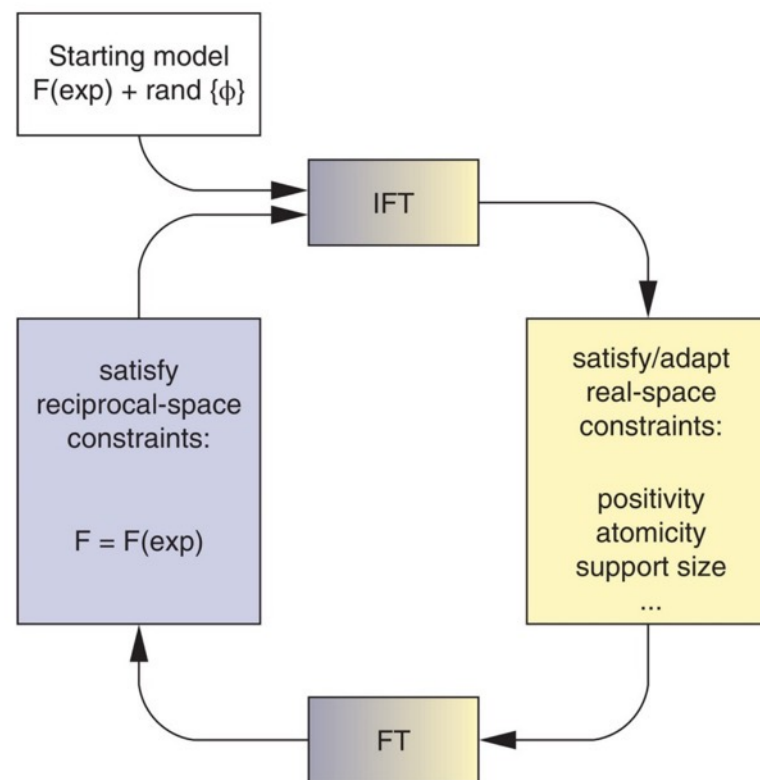 Starting model
F(exp) + rand {ϕ}
IFT
satisfy
reciprocal-space
constraints:
F = F(exp)
satisfy/adapt
real-space
constraints:
positivity
atomicity
support size
...
FT